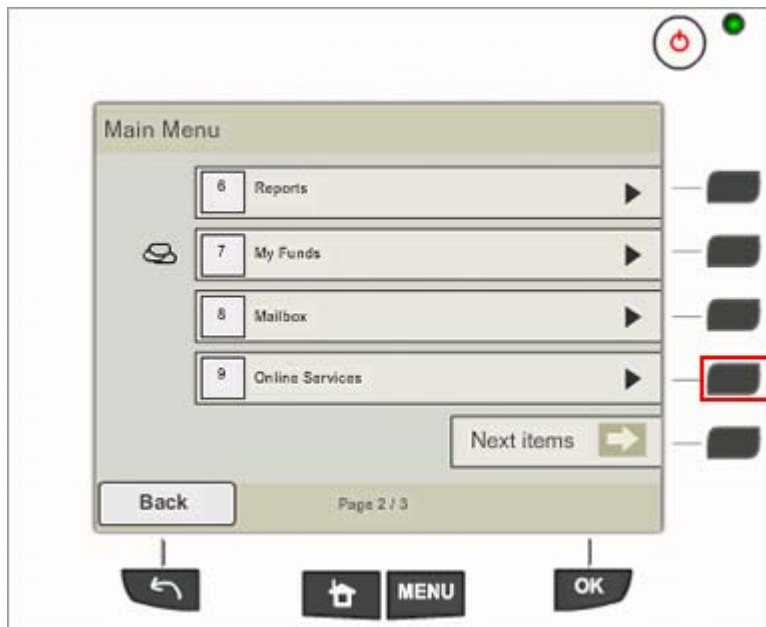 Main Menu
6 Reports
7 My Funds
8 Mailbox
9 Online Services
Next items
Back Page 2 / 3
MENU OK